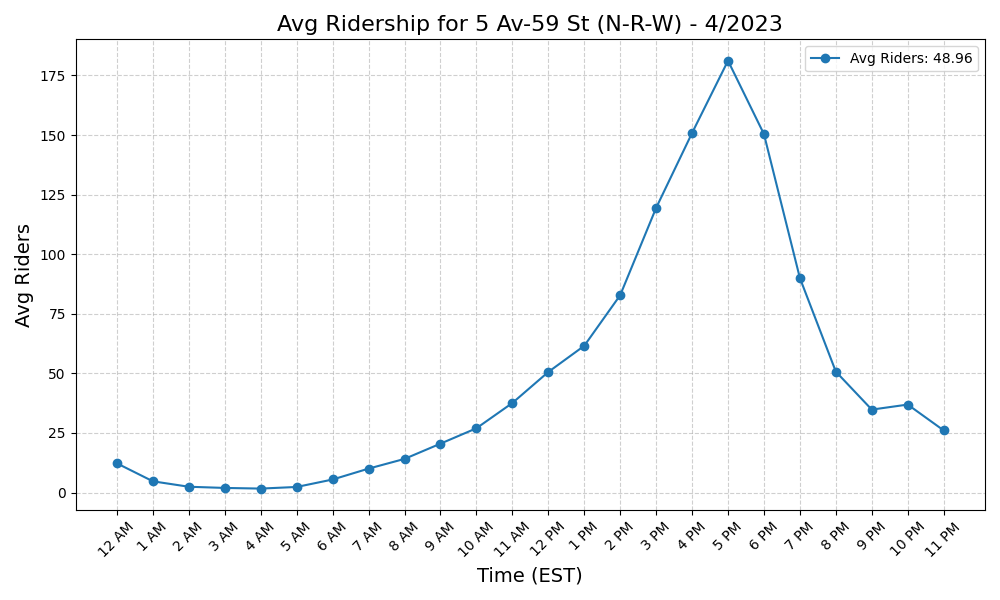 Avg Ridership for 5 Av-59 St (N-R-W) - 4/2023
Avg Riders: 48.96
Avg Riders
175
150
125
100
75
50
25
0
12 AM
1 AM
2 AM
3 AM
4 AM
5 AM
6 AM
7 AM
8 AM
9 AM
10 AM
11 AM
12 PM
1 PM
2 PM
3 PM
4 PM
5 PM
6 PM
7 PM
8 PM
9 PM
10 PM
11 PM
Time (EST)